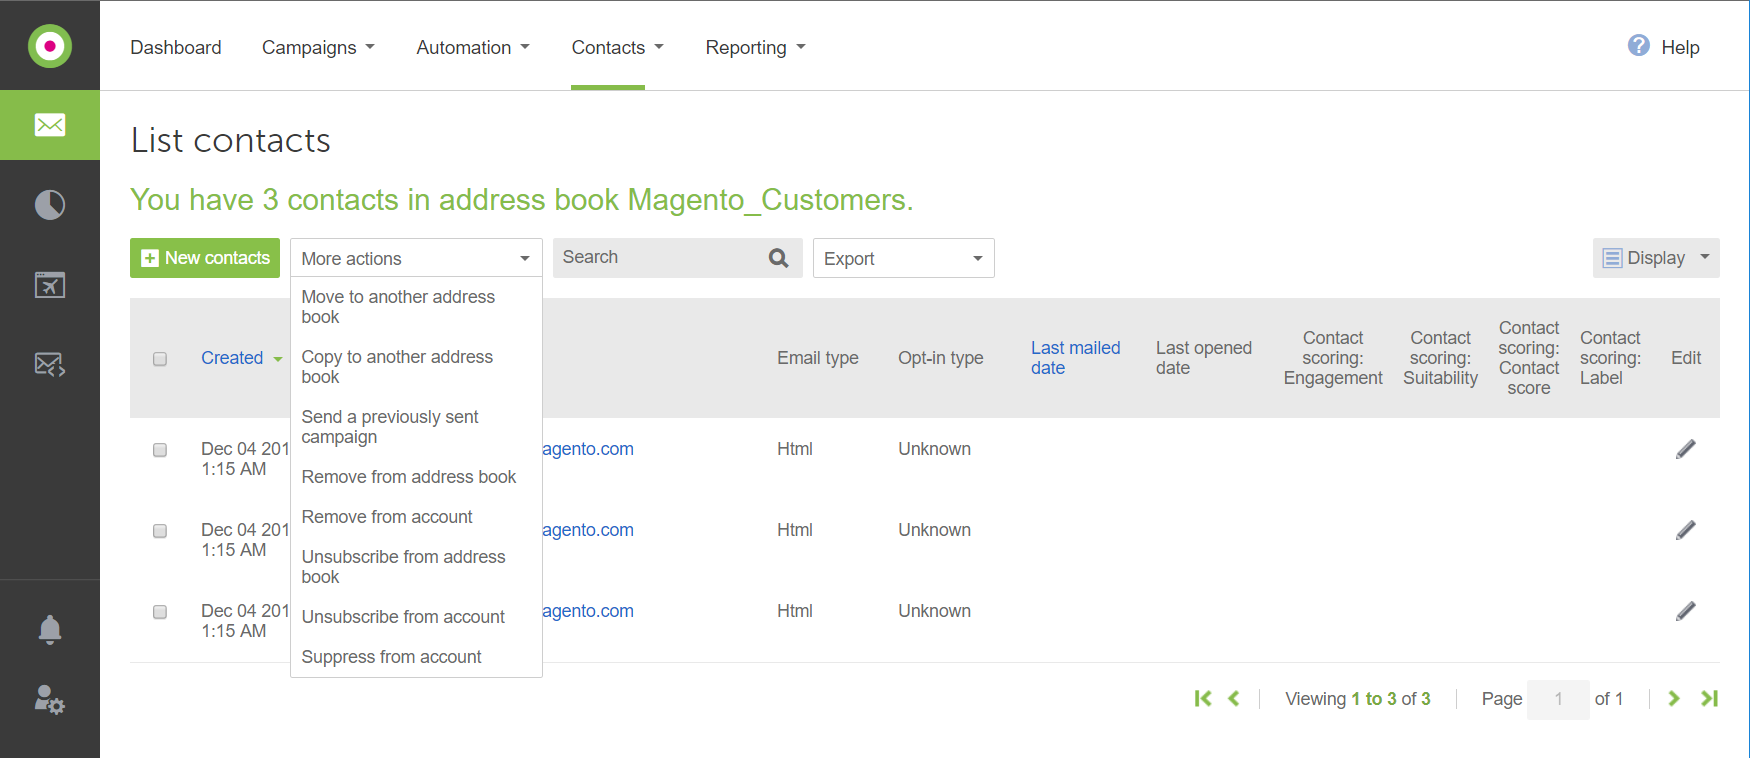 Dashboard Campaigns Automation Contacts Reporting Help
List contacts
You have 3 contacts in address book Magento_Customers.
New contacts More actions Search Export Display
Move to another address
book
Copy to another address
book
Send a previously sent
campaign
Remove from address book
Remove from account
Unsubscribe from address
book
Unsubscribe from account
Suppress from account
Created
Email type
Opt-in type
Last mailed
date
Last opened
date
Contact
scoring:
Engagement
Contact
scoring:
Suitability
Contact
scoring:
Contact
score
Contact
scoring:
Label
Edit
Dec 04 201 agento.com Html Unknown
1:15 AM
Dec 04 201 agento.com Html Unknown
1:15 AM
Dec 04 201 agento.com Html Unknown
1:15 AM
Viewing 1 to 3 of 3 Page 1 of 1